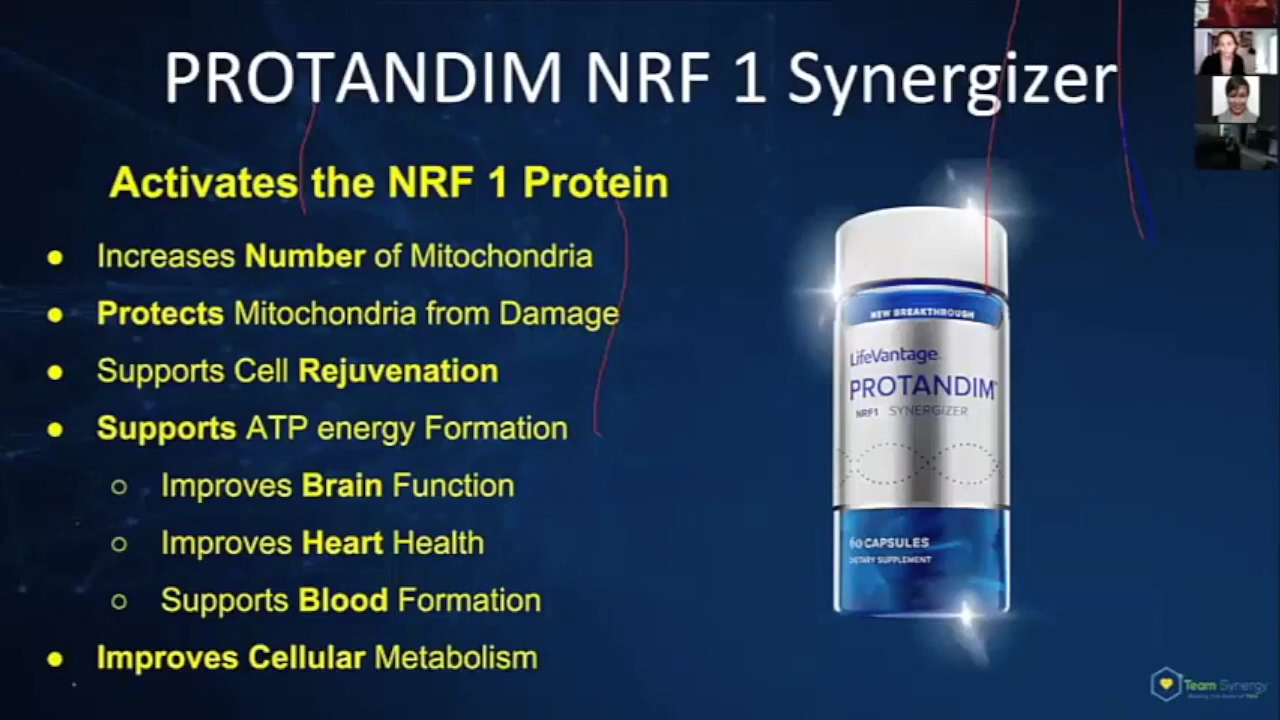 PROTANDIM NRF 1 Synergizer
Activates the NRF 1 Protein
● Increases Number of Mitochondria
● Protects Mitochondria from Damage
● Supports Cell Rejuvenation
● Supports ATP energy Formation
○ Improves Brain Function
○ Improves Heart Health
○ Supports Blood Formation
● Improves Cellular Metabolism
NEW BREAKTHROUGH
LifeVantage
PROTANDIM
NRF1 SYNERGIZER
60 CAPSULES
DIETARY SUPPLEMENT
Team Synergy